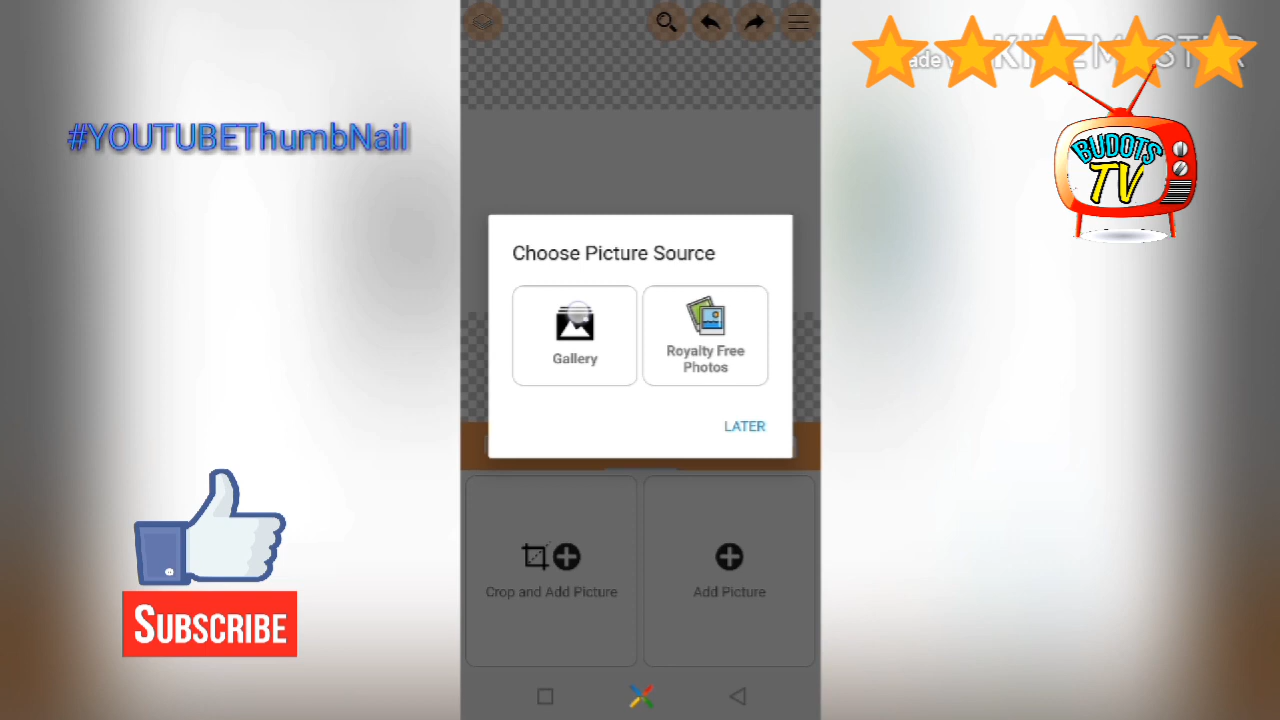 #YOUTUBEThumbNail
BUDOTS
TV
Choose Picture Source
Gallery
Royalty Free
Photos
LATER
Crop and Add Picture
Add Picture
SUBSCRIBE